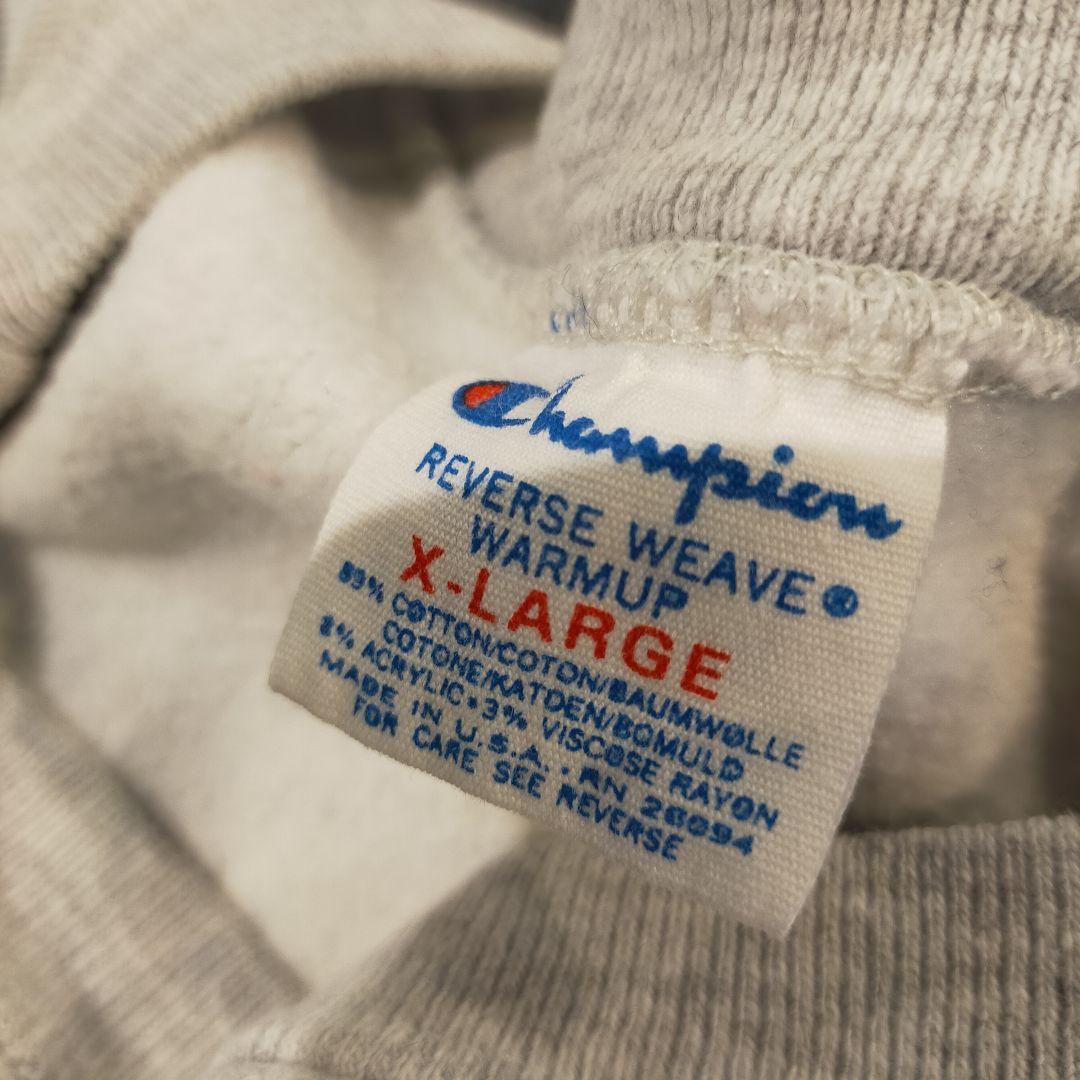 Champion
REVERSE WEAVE®
WARMUP
X-LARGE
89% COTTON/COTON/BAUMWØLLE
COTONE/KATOEN/BOMULD
8% ACRYLIC•3% VISCOSE RAYON
MADE IN U.S.A. · RN 26094
FOR CARE SEE REVERSE